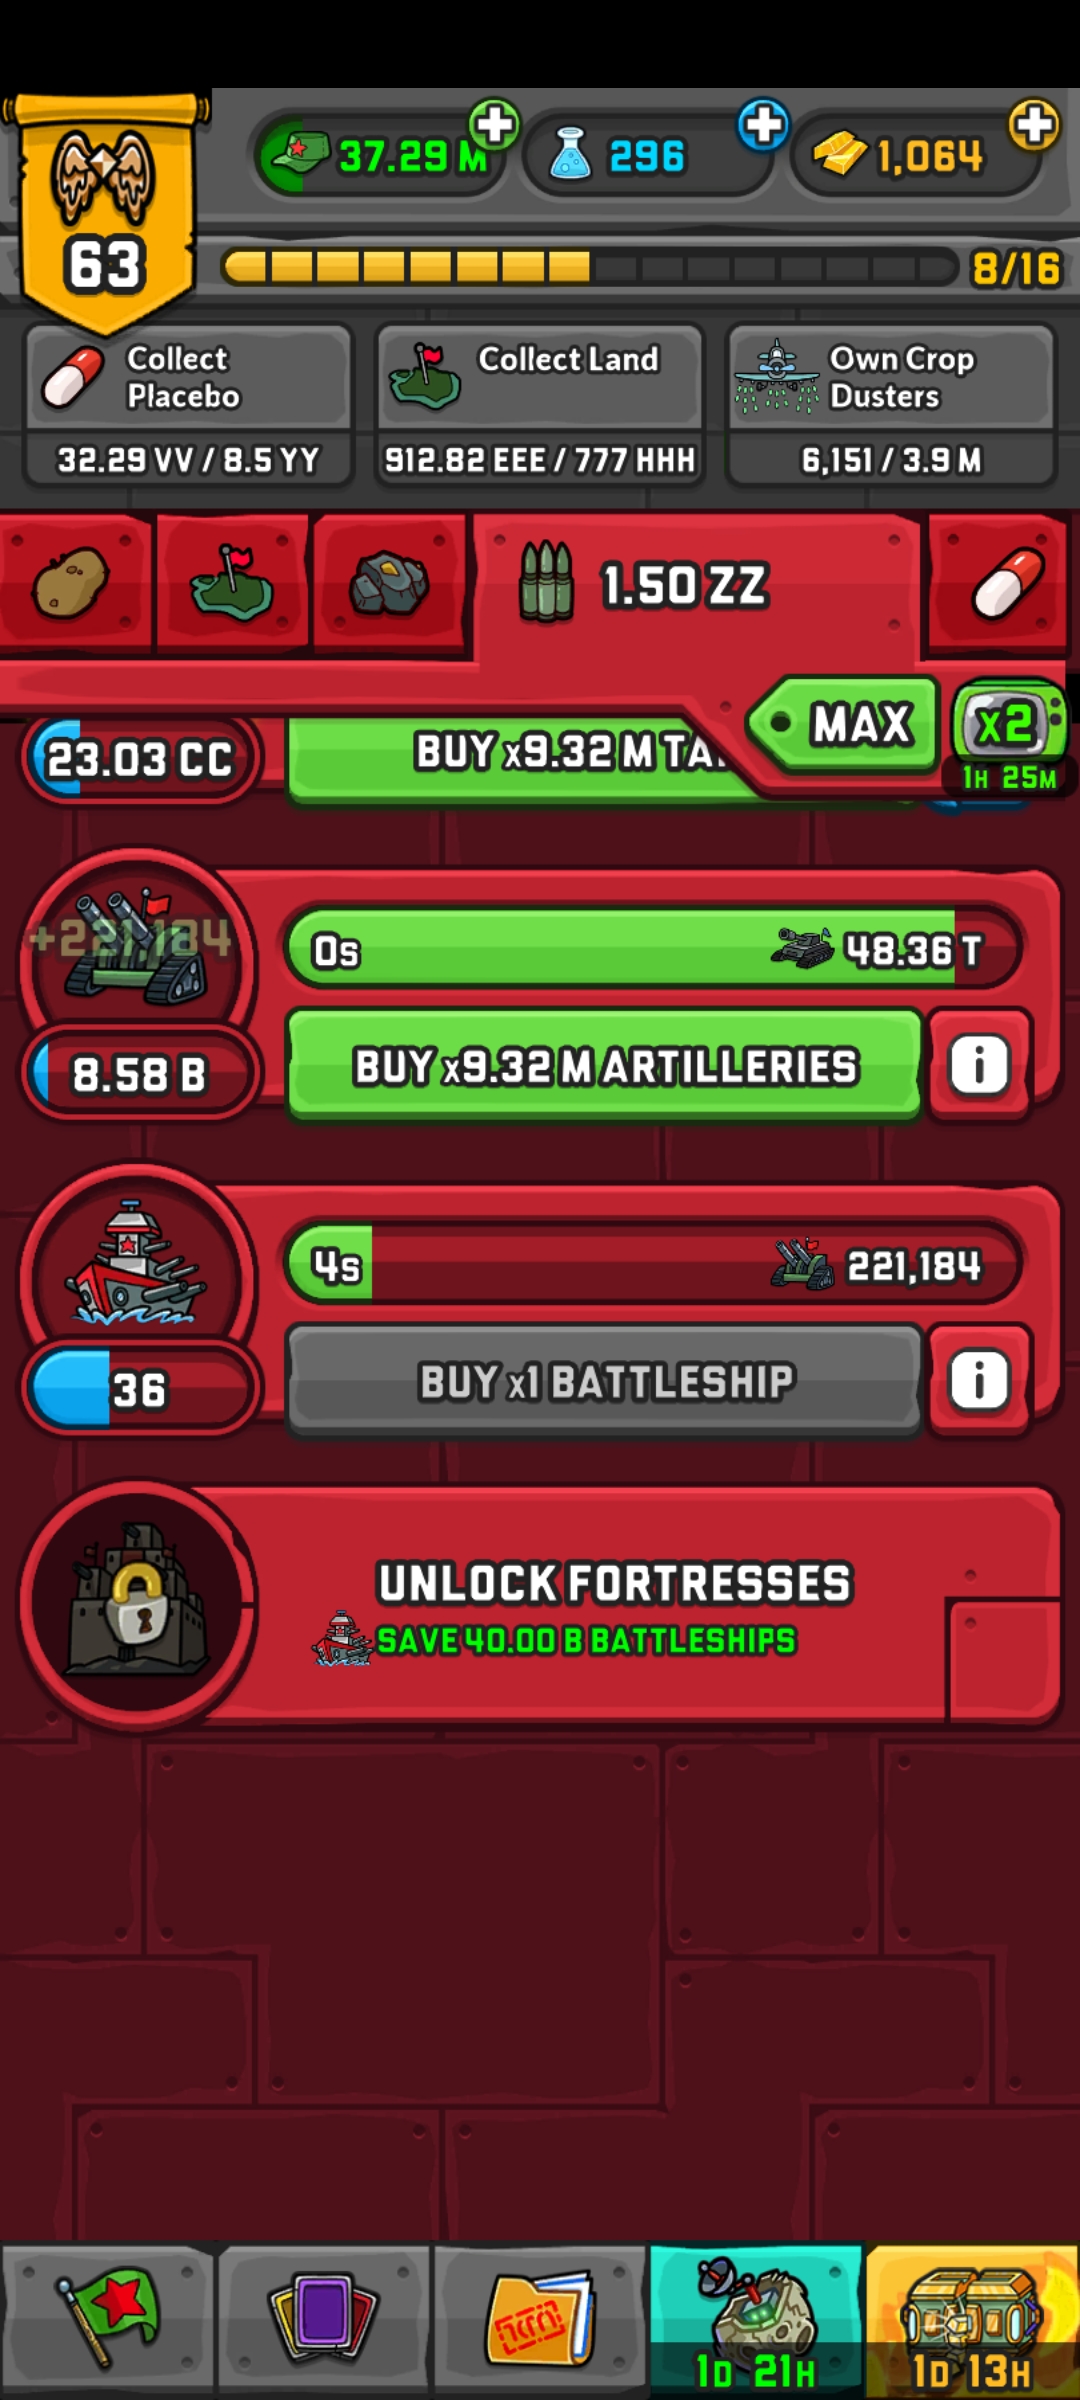 37.29 M
296
1,064
63
8/16
Collect
Placebo
32.29 VV / 8.5 YY
Collect Land
912.82 EEE / 777 HHH
Own Crop
Dusters
6,151 / 3.9 M
1.50 ZZ
MAX
X2
1H 25M
23.03 CC
BUY x9.32 M
+221,184
0s
48.36 T
8.58 B
BUY x9.32 M ARTILLERIES
i
4s
221,184
36
BUY x1 BATTLESHIP
i
UNLOCK FORTRESSES
SAVE 40.00 B BATTLESHIPS
1D 21H
1D 13H